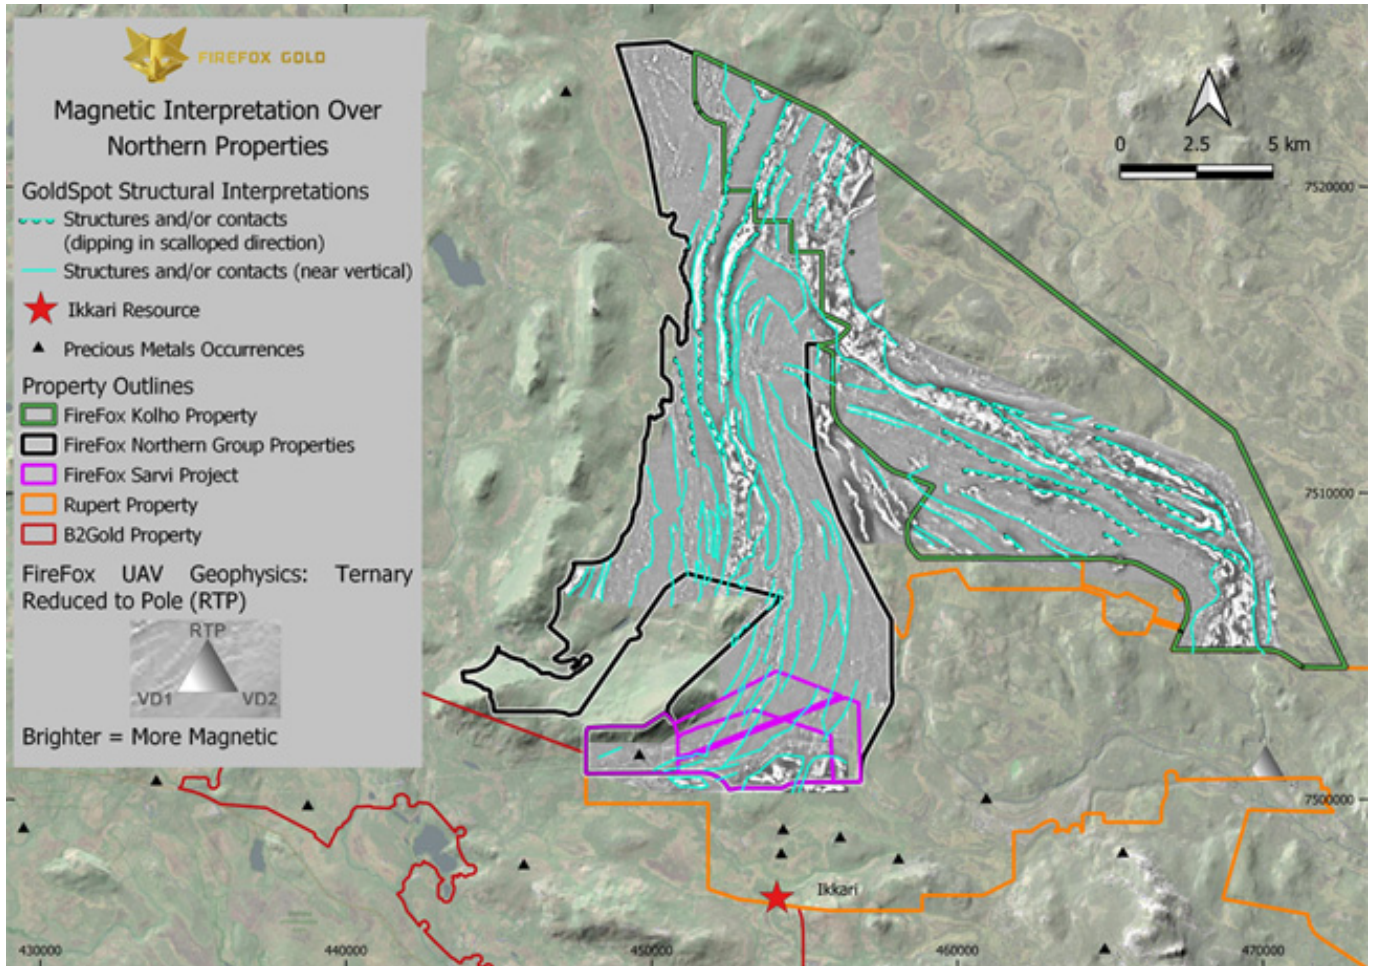 FIREFOX GOLD
Magnetic Interpretation Over
Northern Properties
GoldSpot Structural Interpretations
Structures and/or contacts
(dipping in scalloped direction)
Structures and/or contacts (near vertical)
Ikkari Resource
Precious Metals Occurrences
Property Outlines
FireFox Kolho Property
FireFox Northern Group Properties
FireFox Sarvi Project
Rupert Property
B2Gold Property
FireFox UAV Geophysics: Ternary
Reduced to Pole (RTP)
RTP
VD1 VD2
Brighter = More Magnetic
0 2.5 5 km
7520000
7510000
7500000
Ikkari
430000 440000 450000 460000 470000